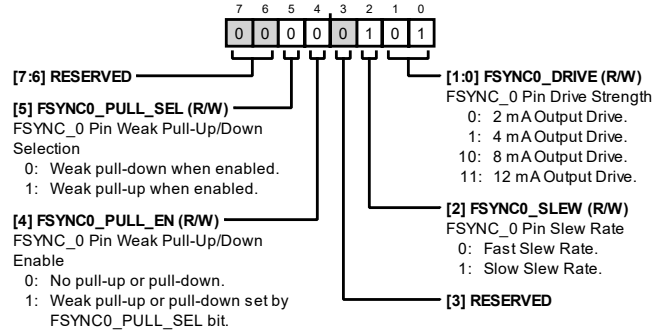 7 6 5 4 3 2 1 0
0 0 0 0 0 1 0 1
[7:6] RESERVED
[5] FSYNC0_PULL_SEL (R/W)
FSYNC_0 Pin Weak Pull-Up/Down
Selection
0: Weak pull-down when enabled.
1: Weak pull-up when enabled.
[4] FSYNC0_PULL_EN (R/W)
FSYNC_0 Pin Weak Pull-Up/Down
Enable
0: No pull-up or pull-down.
1: Weak pull-up or pull-down set by
FSYNC0_PULL_SEL bit.
[1:0] FSYNC0_DRIVE (R/W)
FSYNC_0 Pin Drive Strength
0: 2 mA Output Drive.
1: 4 mA Output Drive.
10: 8 mA Output Drive.
11: 12 mA Output Drive.
[2] FSYNC0_SLEW (R/W)
FSYNC_0 Pin Slew Rate
0: Fast Slew Rate.
1: Slow Slew Rate.
[3] RESERVED